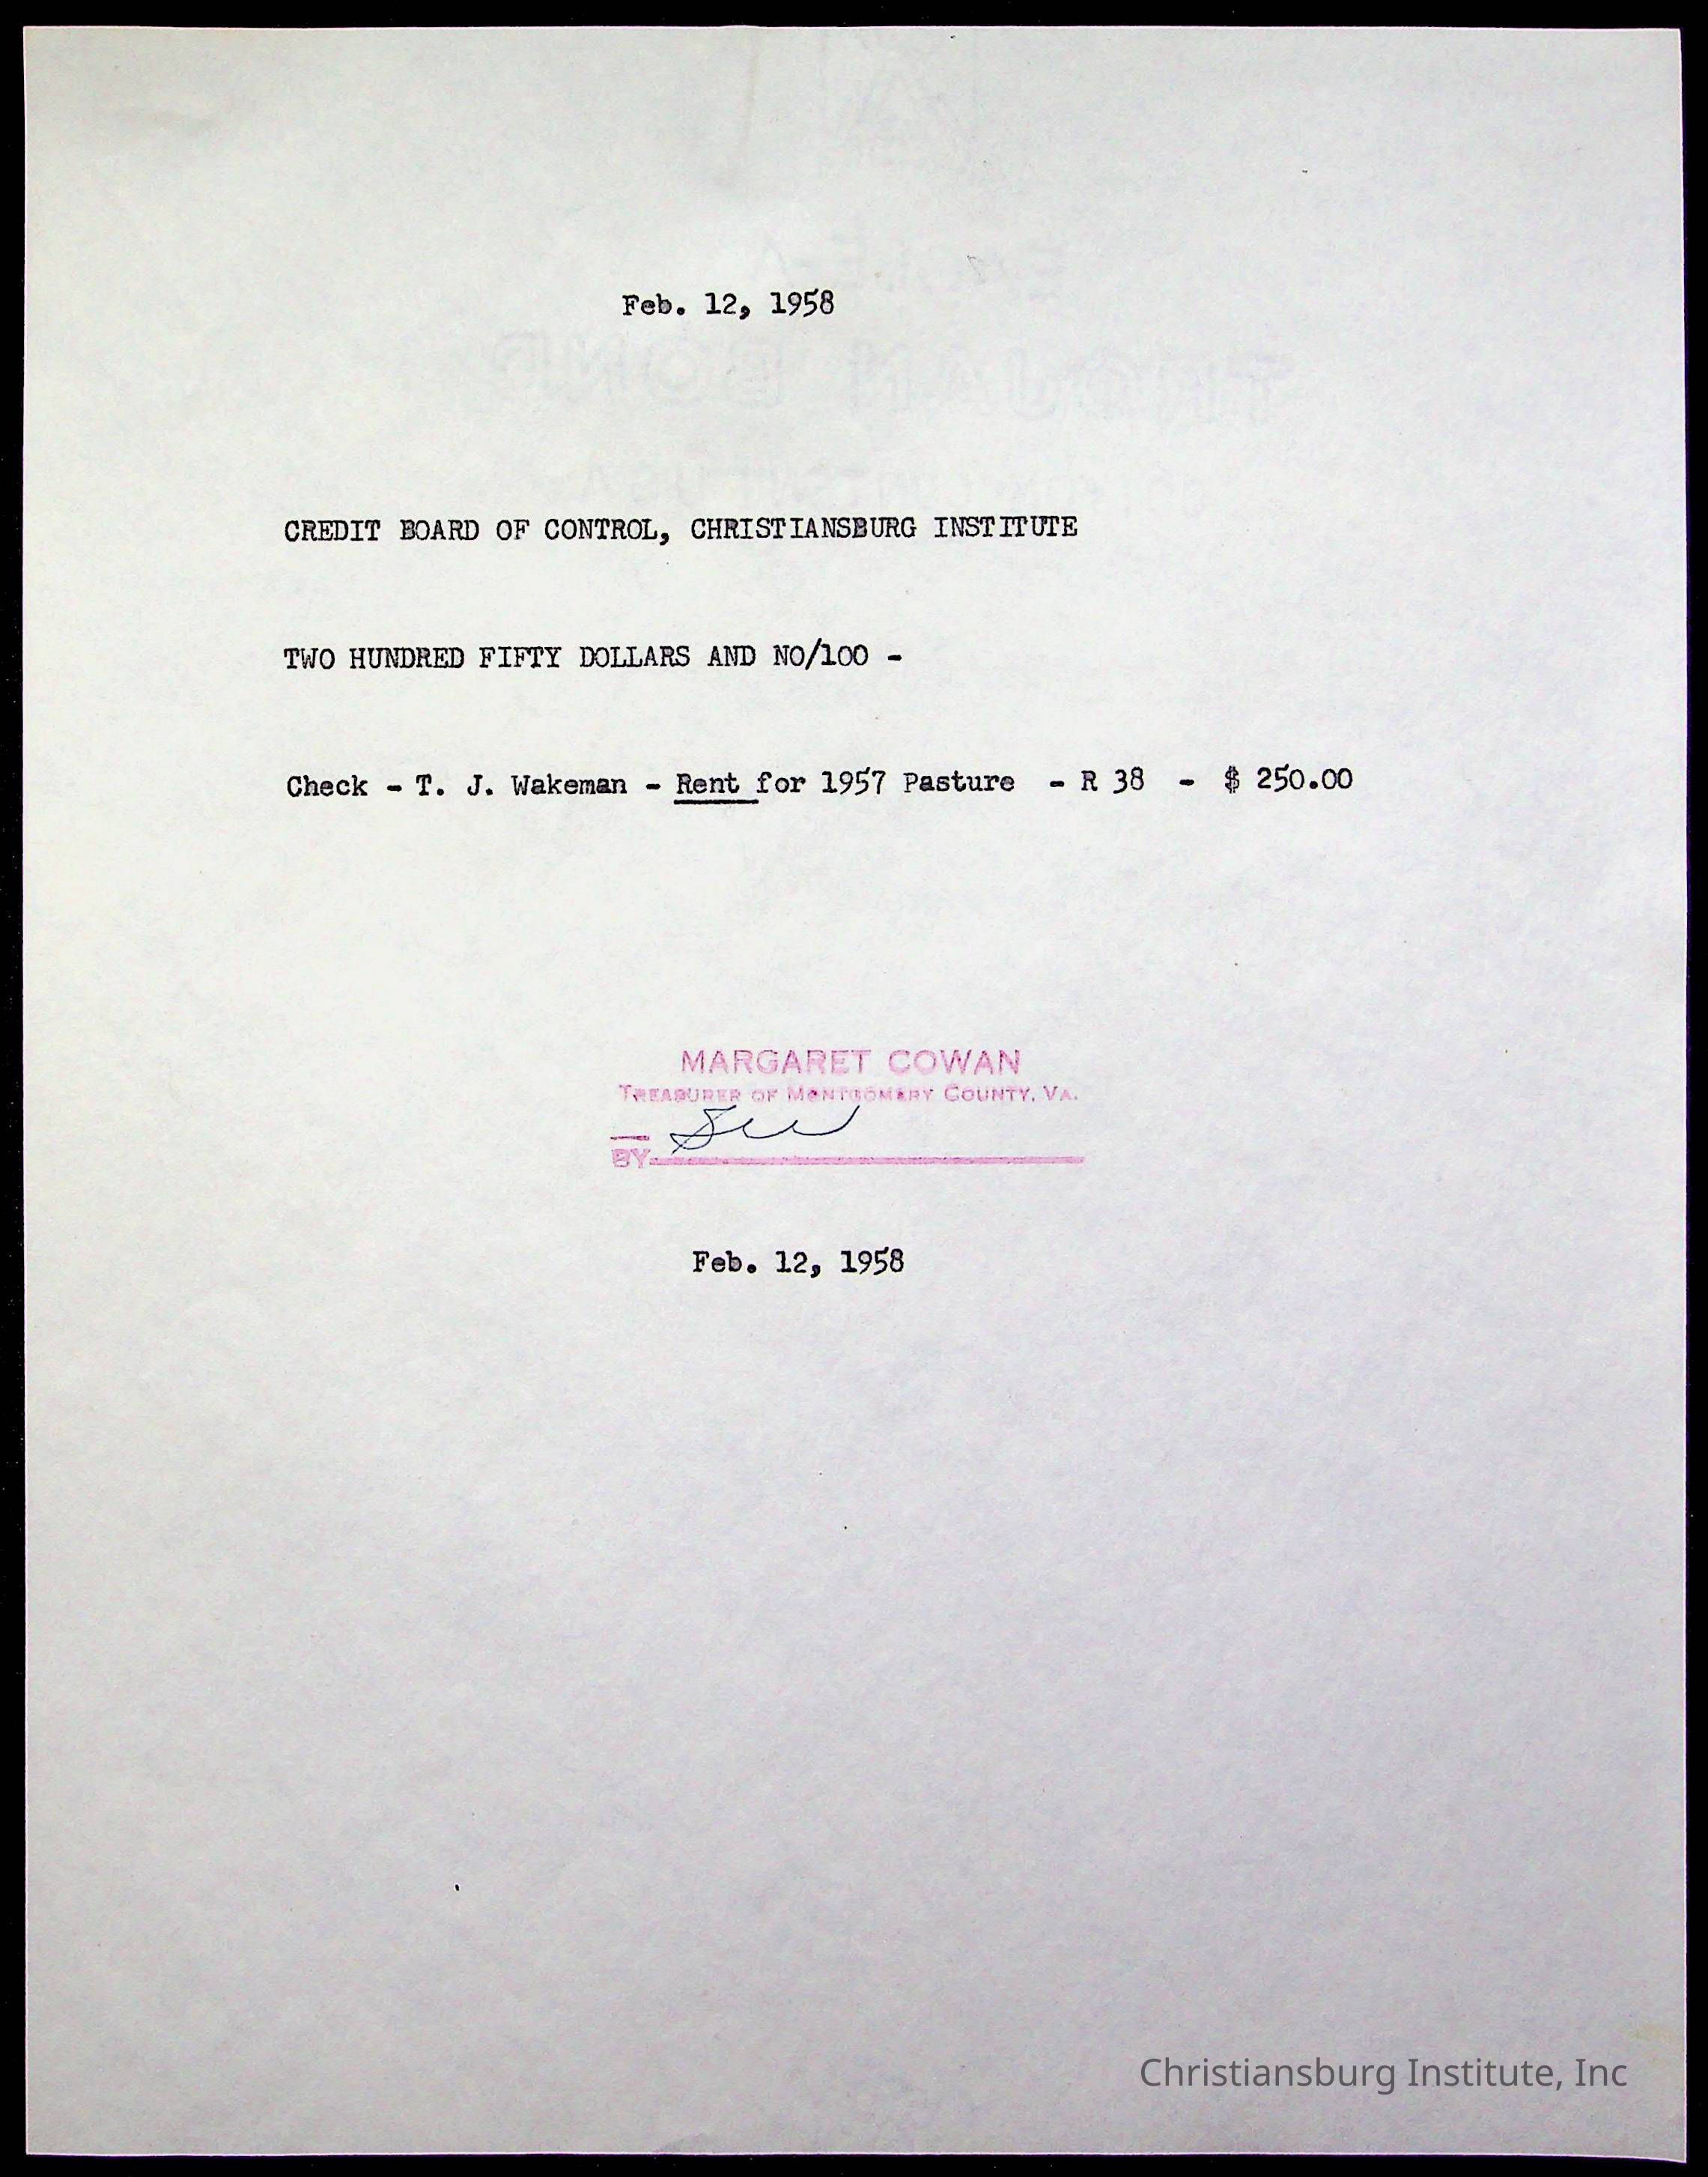 Feb. 12, 1958
CREDIT BOARD OF CONTROL, CHRISTIANSBURG INSTITUTE
TWO HUNDRED FIFTY DOLLARS AND NO/100 -
Check - T. J. Wakeman - Rent for 1957 Pasture - R 38 - $ 250.00
MARGARET COWAN
TREASURER OF MONTGOMERY COUNTY, VA.
BY
Feb. 12, 1958
Christiansburg Institute, Inc